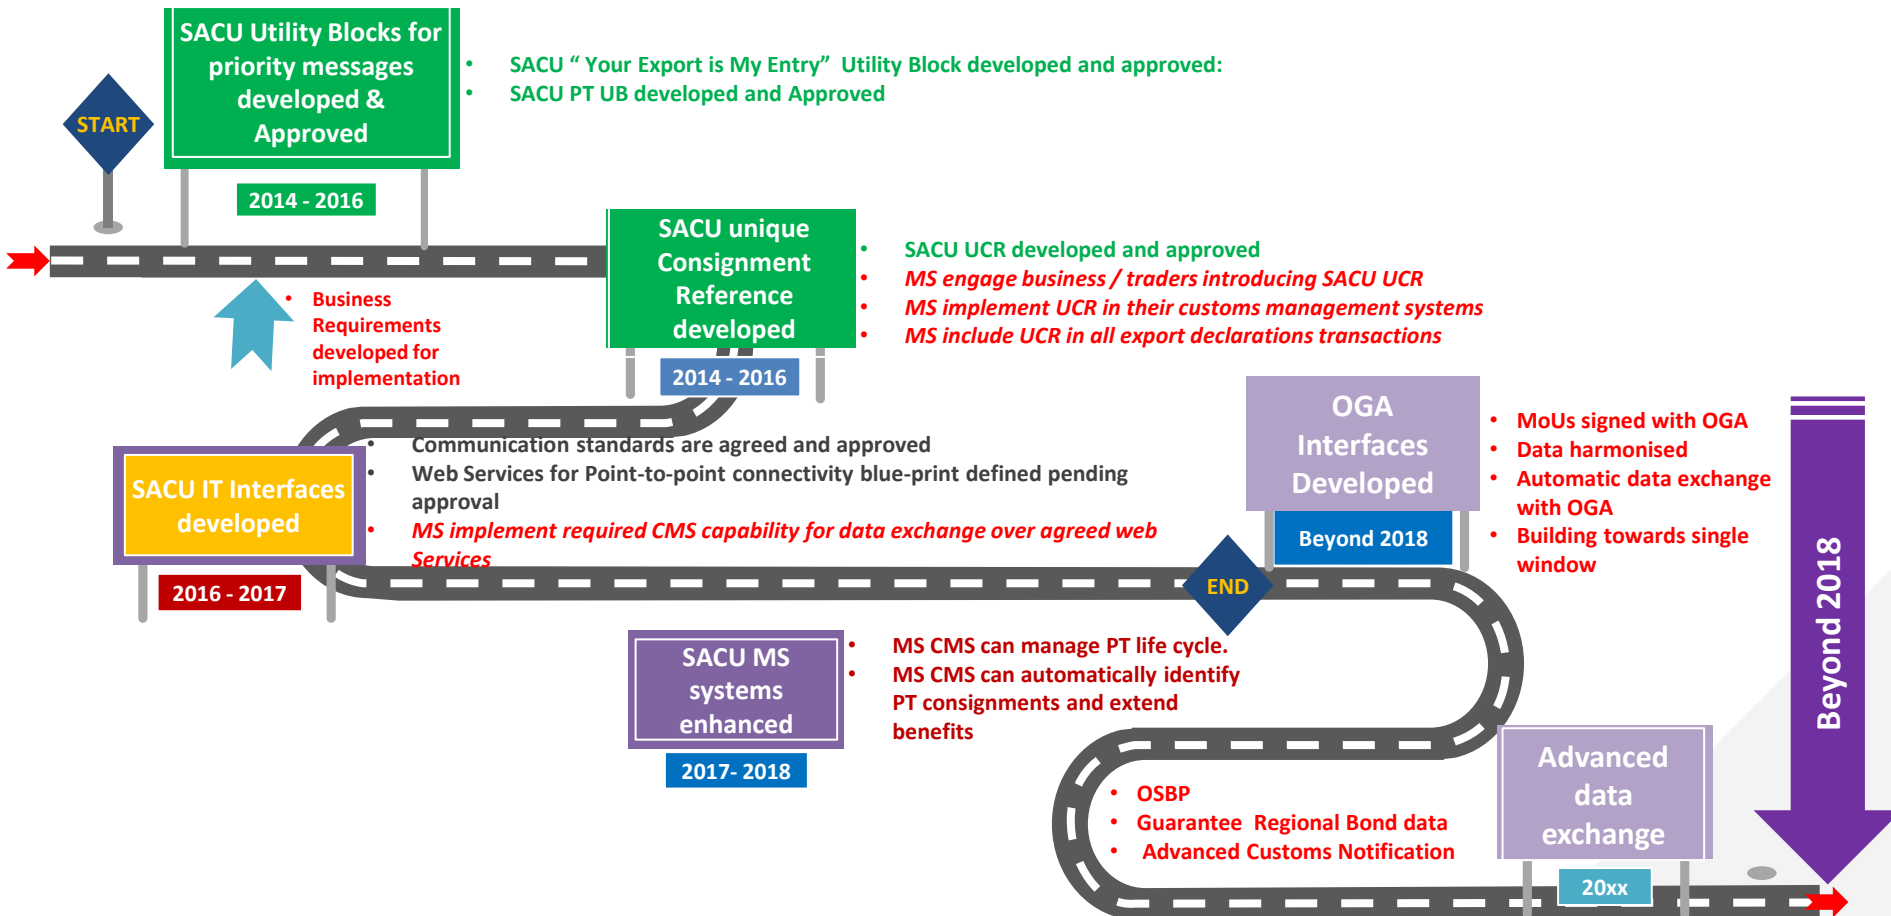 SACU Utility Blocks for
priority messages
developed &
Approved
• SACU “ Your Export is My Entry” Utility Block developed and approved:
• SACU PT UB developed and Approved
START
2014 - 2016
SACU unique
Consignment
Reference
developed
• SACU UCR developed and approved
• MS engage business / traders introducing SACU UCR
• MS implement UCR in their customs management systems
• MS include UCR in all export declarations transactions
• Business
Requirements
developed for
implementation
2014 - 2016
OGA
Interfaces
Developed
• MoUs signed with OGA
• Data harmonised
• Automatic data exchange
with OGA
• Building towards single
window
Beyond 2018
• Communication standards are agreed and approved
• Web Services for Point-to-point connectivity blue-print defined pending
approval
• MS implement required CMS capability for data exchange over agreed web
Services
SACU IT Interfaces
developed
2016 - 2017
END
Beyond 2018
SACU MS
systems
enhanced
• MS CMS can manage PT life cycle.
• MS CMS can automatically identify
PT consignments and extend
benefits
2017- 2018
Advanced
data
exchange
• OSBP
• Guarantee Regional Bond data
• Advanced Customs Notification
20xx